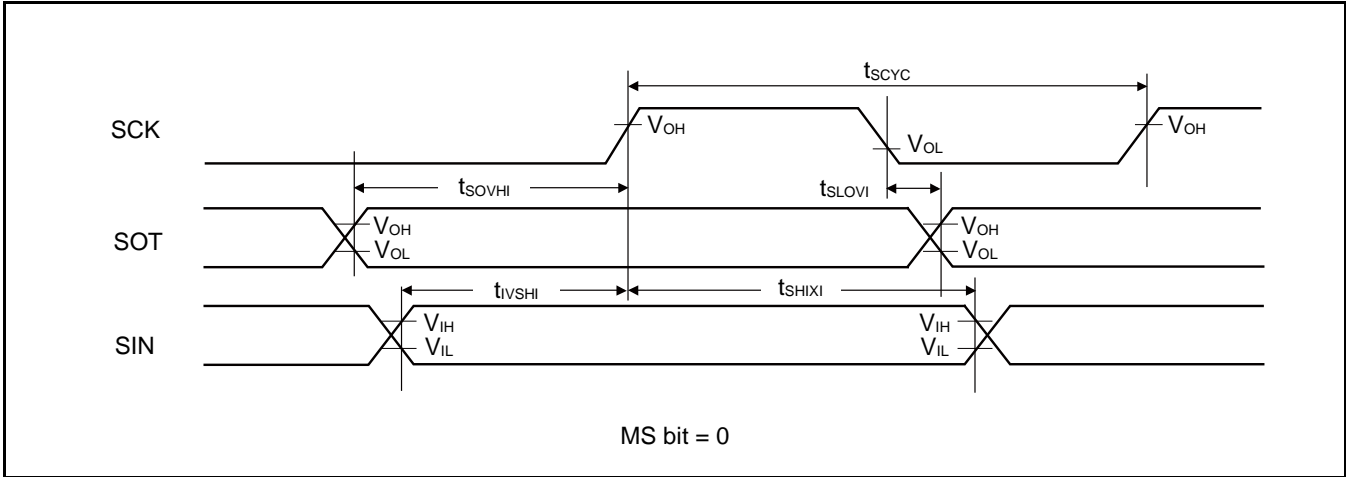 tSCYC
SCK
VOH
VOL
VOH
tSOVHI
tSLOVI
SOT
VOH
VOL
VOH
VOL
tIVSHI
tSHIXI
SIN
VIH
VIL
VIH
VIL
MS bit = 0